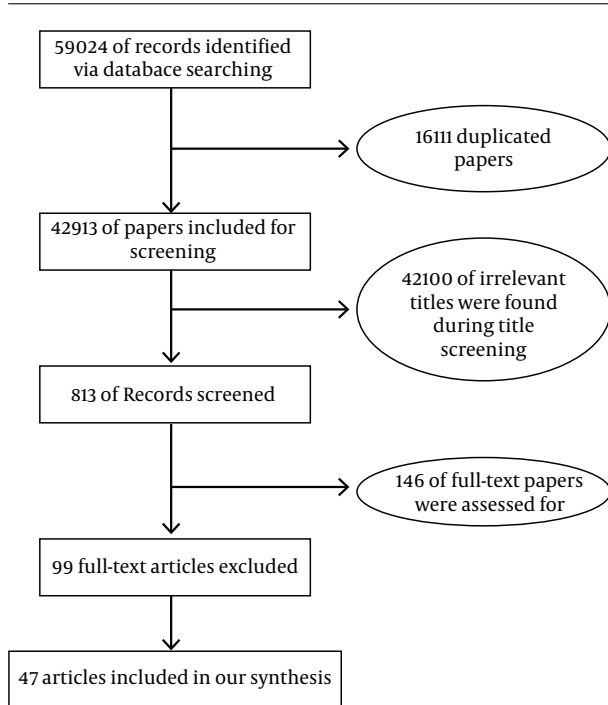 59024 of records identified
via databace searching
16111 duplicated
papers
42913 of papers included for
screening
42100 of irrelevant
titles were found
during title
screening
813 of Records screened
146 of full-text papers
were assessed for
99 full-text articles excluded
47 articles included in our synthesis